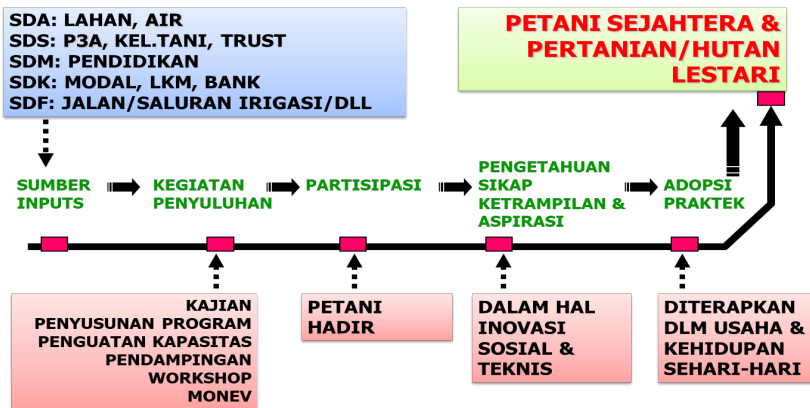 SDA: LAHAN, AIR
SDS: P3A, KEL.TANI, TRUST
SDM: PENDIDIKAN
SDK: MODAL, LKM, BANK
SDF: JALAN/SALURAN IRIGASI/DLL
PETANI SEJAHTERA &
PERTANIAN/HUTAN
LESTARI
SUMBER
INPUTS
KEGIATAN
PENYULUHAN
PARTISIPASI
PENGETAHUAN
SIKAP
KETRAMPILAN &
ASPIRASI
ADOPSI
PRAKTEK
KAJIAN
PENYUSUNAN PROGRAM
PENGUATAN KAPASITAS
PENDAMPINGAN
WORKSHOP
MONEV
PETANI
HADIR
DALAM HAL
INOVASI
SOSIAL &
TEKNIS
DITERAPKAN
DLM USAHA &
KEHIDUPAN
SEHARI-HARI